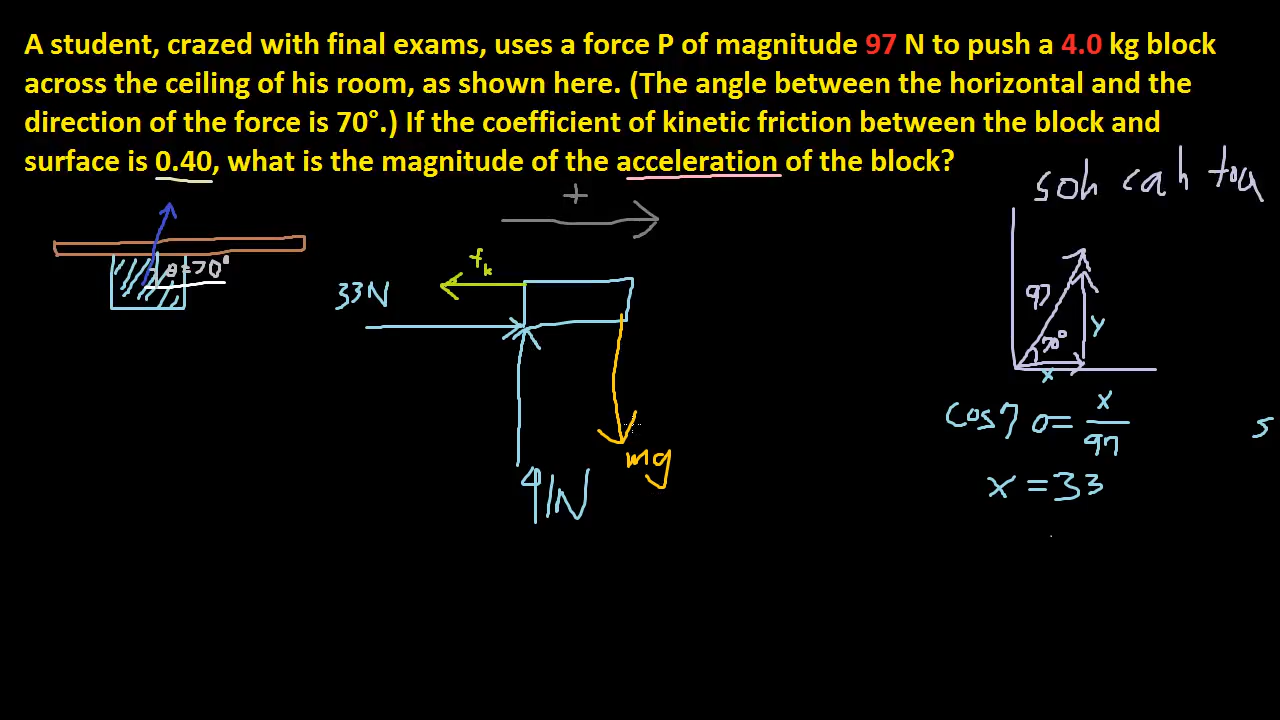 A student, crazed with final exams, uses a force P of magnitude 97 N to push a 4.0 kg block
across the ceiling of his room, as shown here. (The angle between the horizontal and the
direction of the force is 70°.) If the coefficient of kinetic friction between the block and
surface is 0.40, what is the magnitude of the acceleration of the block?
soh cah toa
+
θ=70°
fk
33N
97
70°
y
x
cos70=x/97
s
mg
91N
x=33